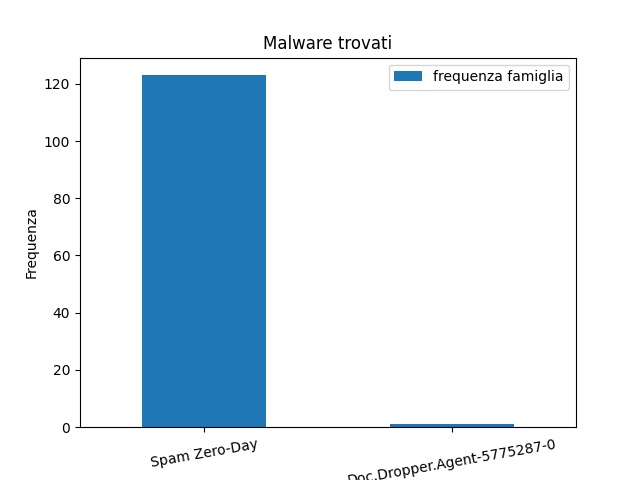 Malware trovati
frequenza famiglia
120
100
80
60
40
20
0
Frequenza
Spam Zero-Day
Doc.Dropper.Agent-5775287-0